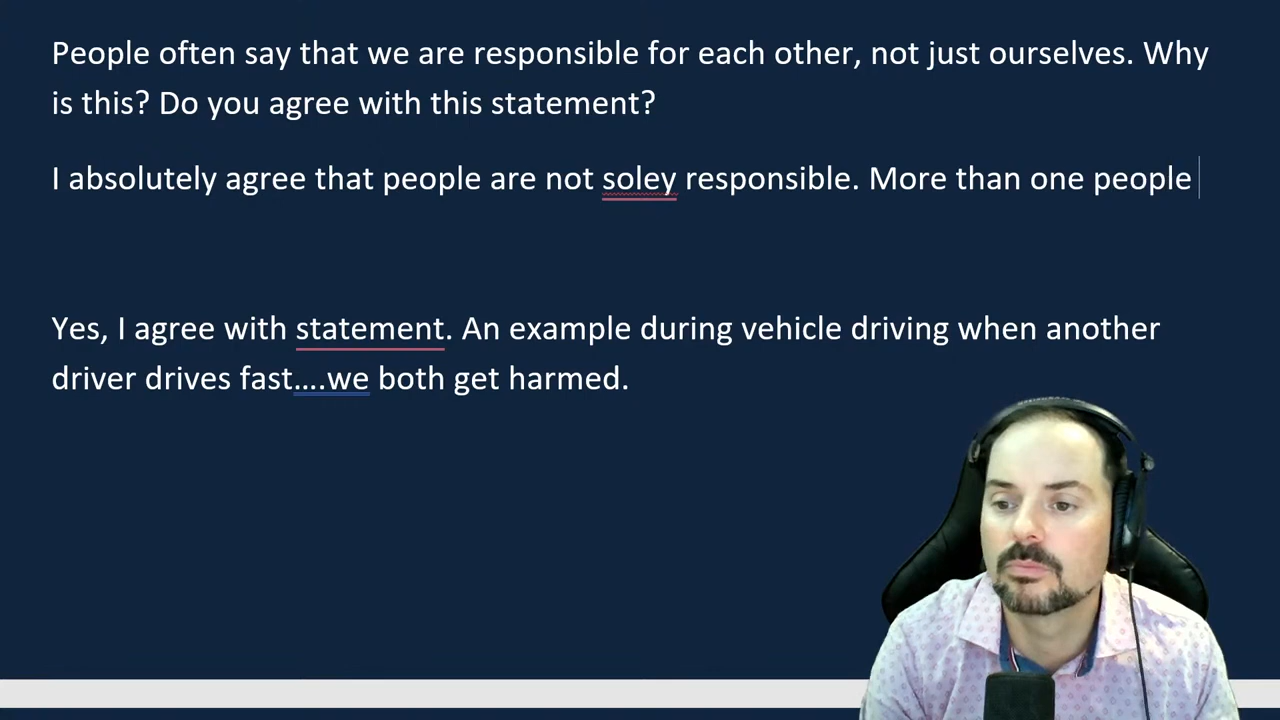 People often say that we are responsible for each other, not just ourselves. Why
is this? Do you agree with this statement?
I absolutely agree that people are not soley responsible. More than one people
Yes, I agree with statement. An example during vehicle driving when another
driver drives fast....we both get harmed.